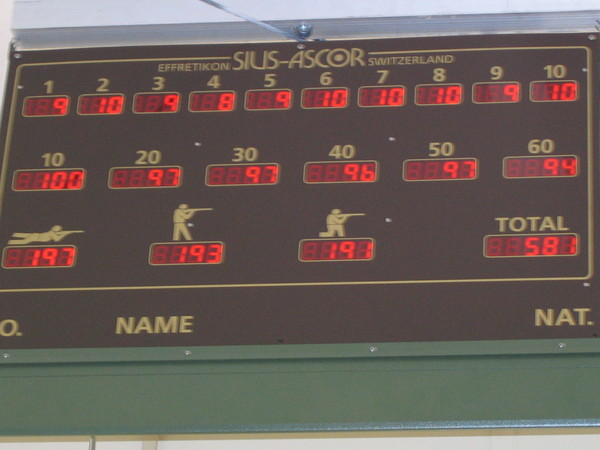 EFFRETIKON SIUS-ASCOR SWITZERLAND
1 2 3 4 5 6 7 8 9 10
9 10 9 8 9 10 10 10 9 10
10 20 30 40 50 60
100 97 97 96 97 94
TOTAL
197 193 191 581
O. NAME NAT.